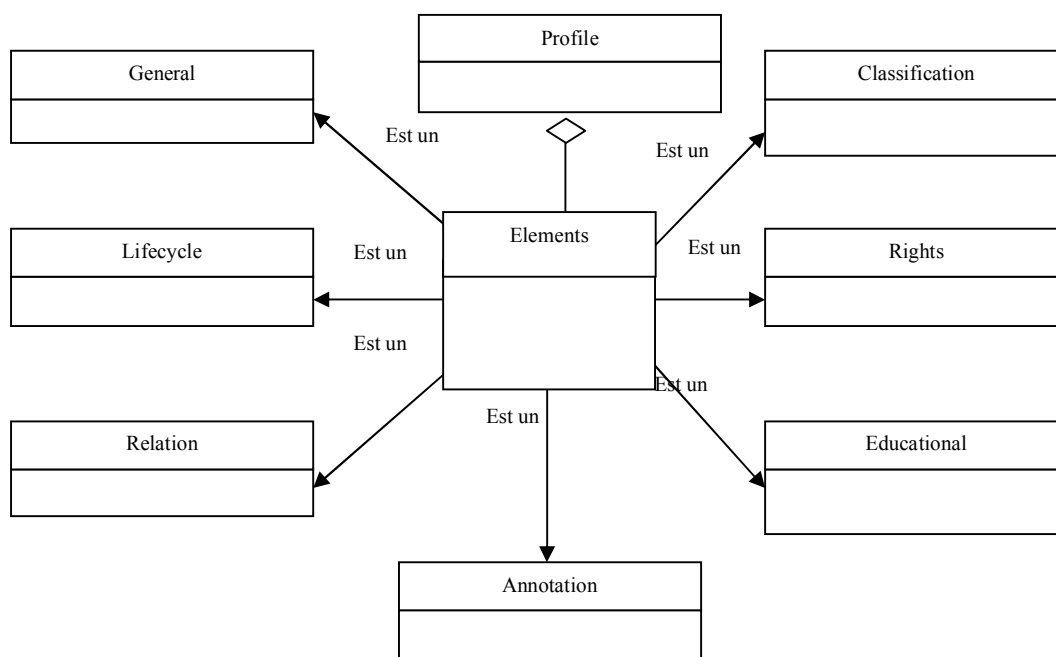 Profile
General
Classification
Est un
Est un
Elements
Lifecycle
Est un
Est un
Rights
Est un
Est un
Est un
Relation
Educational
Annotation